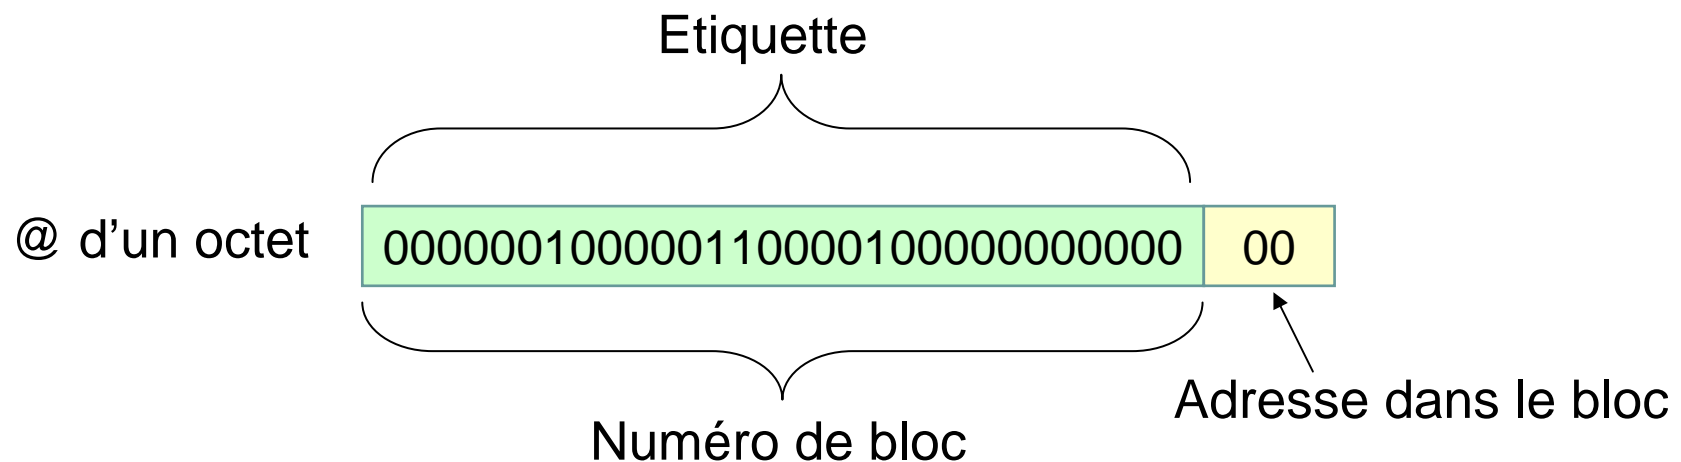 Etiquette
@ d'un octet 000000100000110000100000000000 00
Adresse dans le bloc
Numéro de bloc